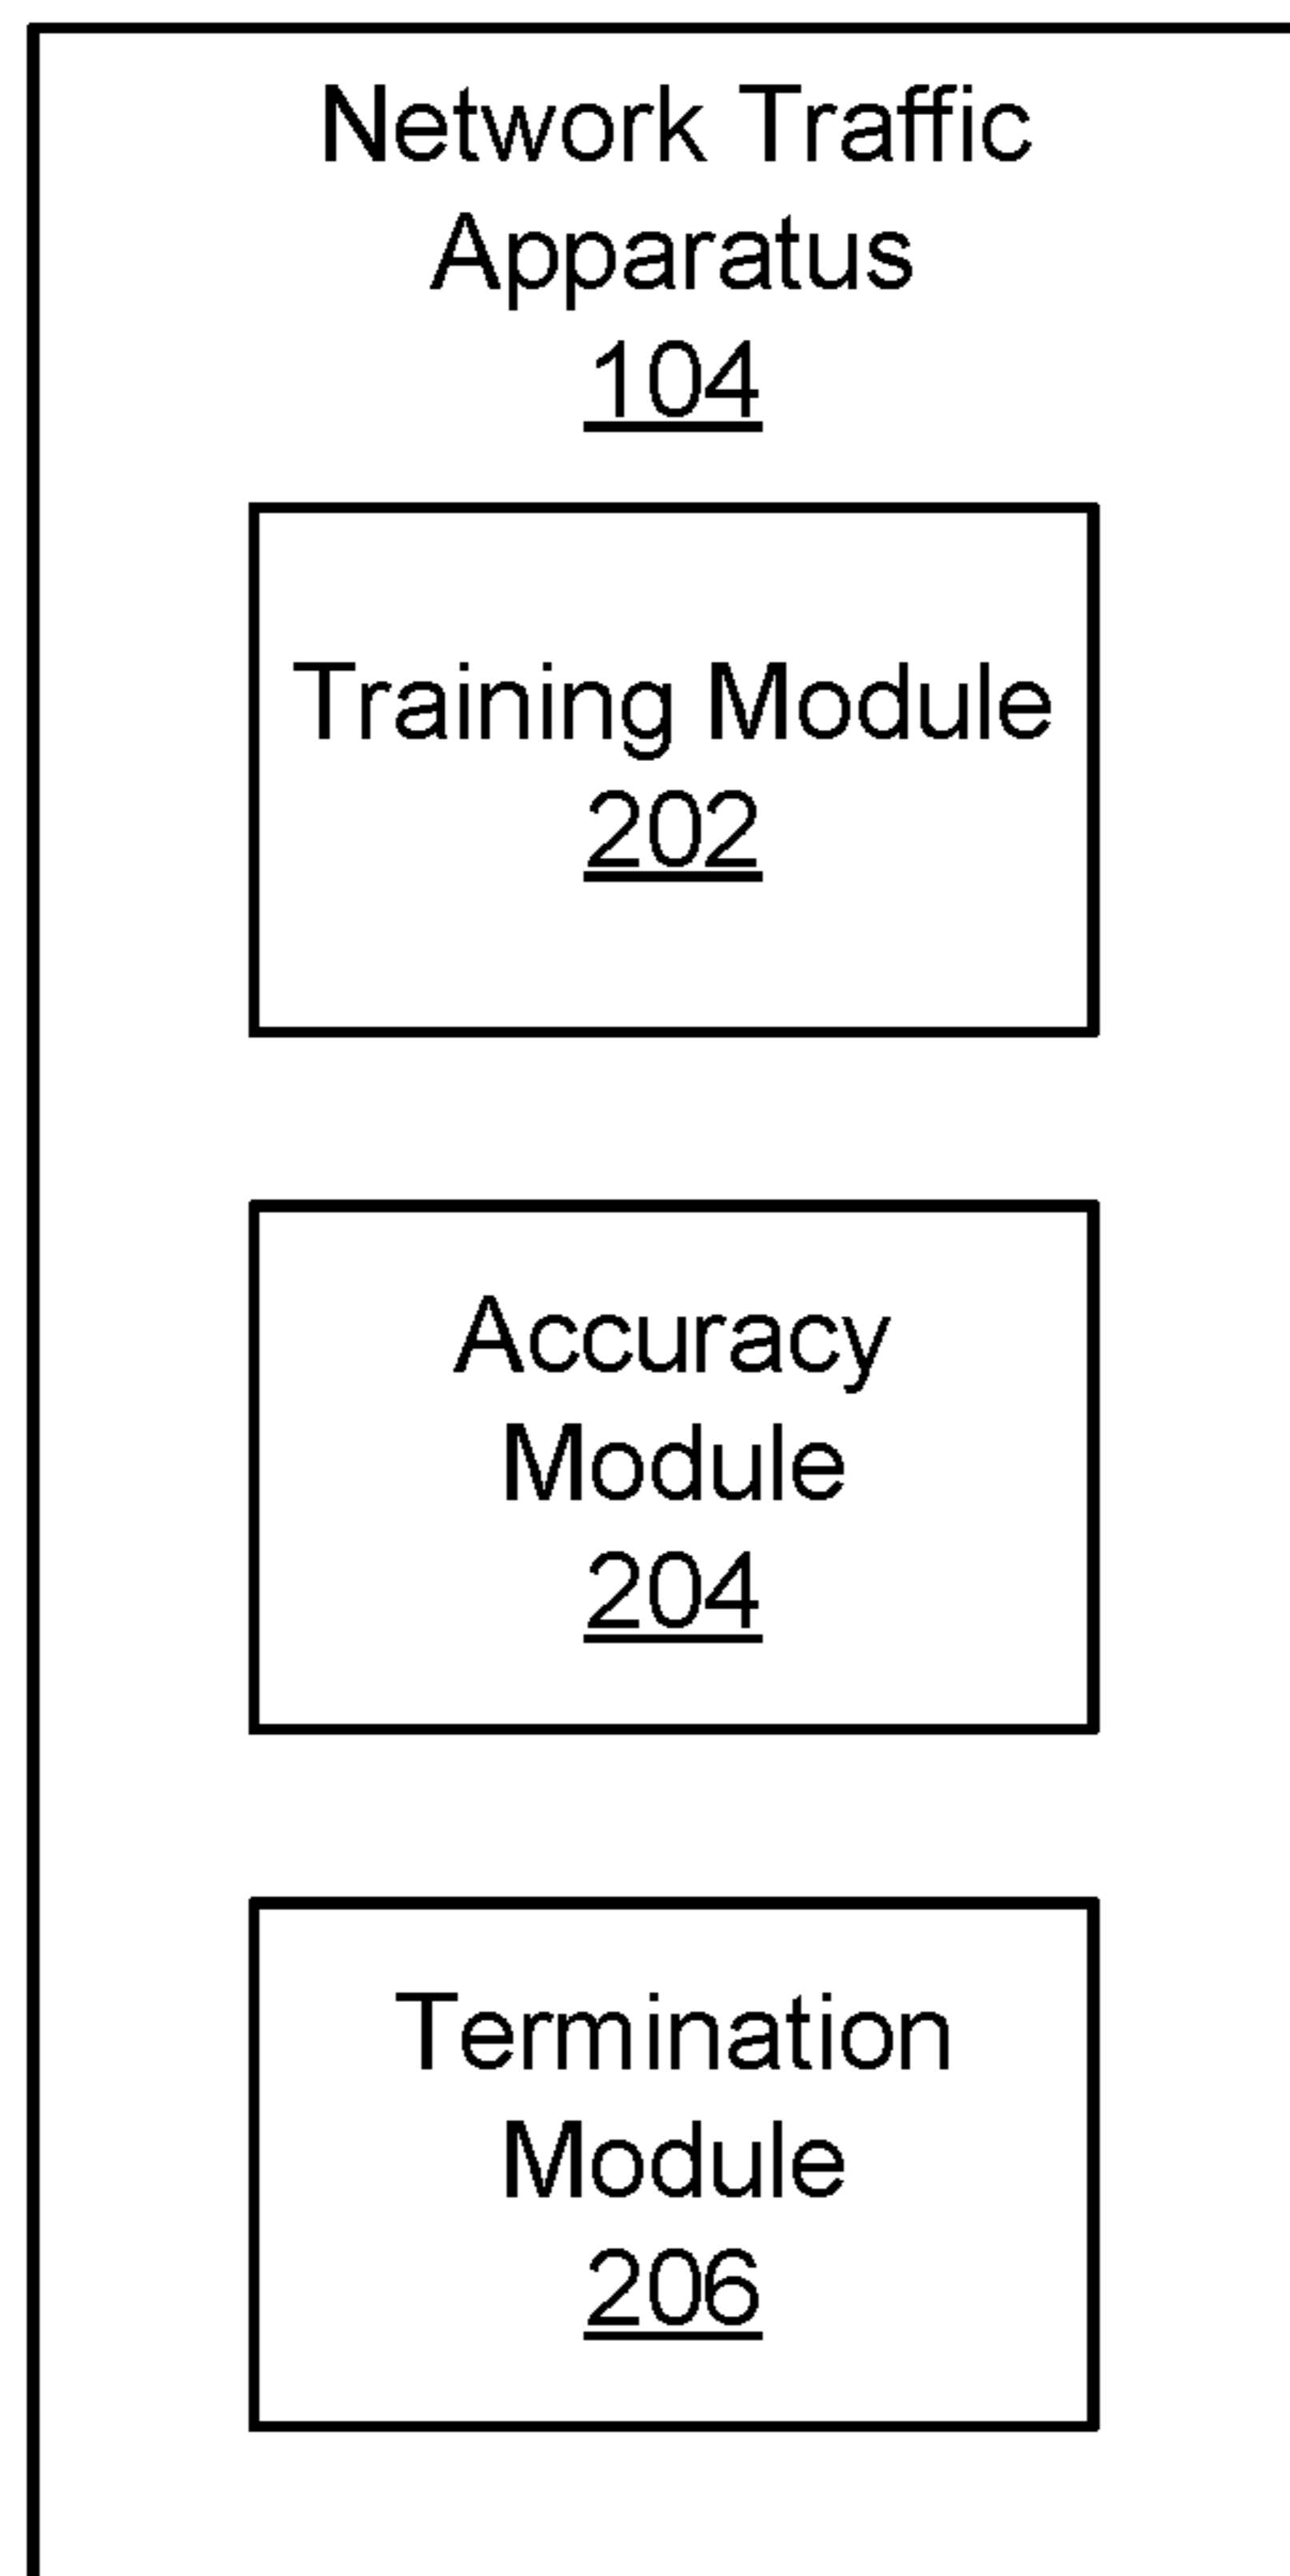 Network Traffic
Apparatus
104
Training Module
202
Accuracy
Module
204
Termination
Module
206